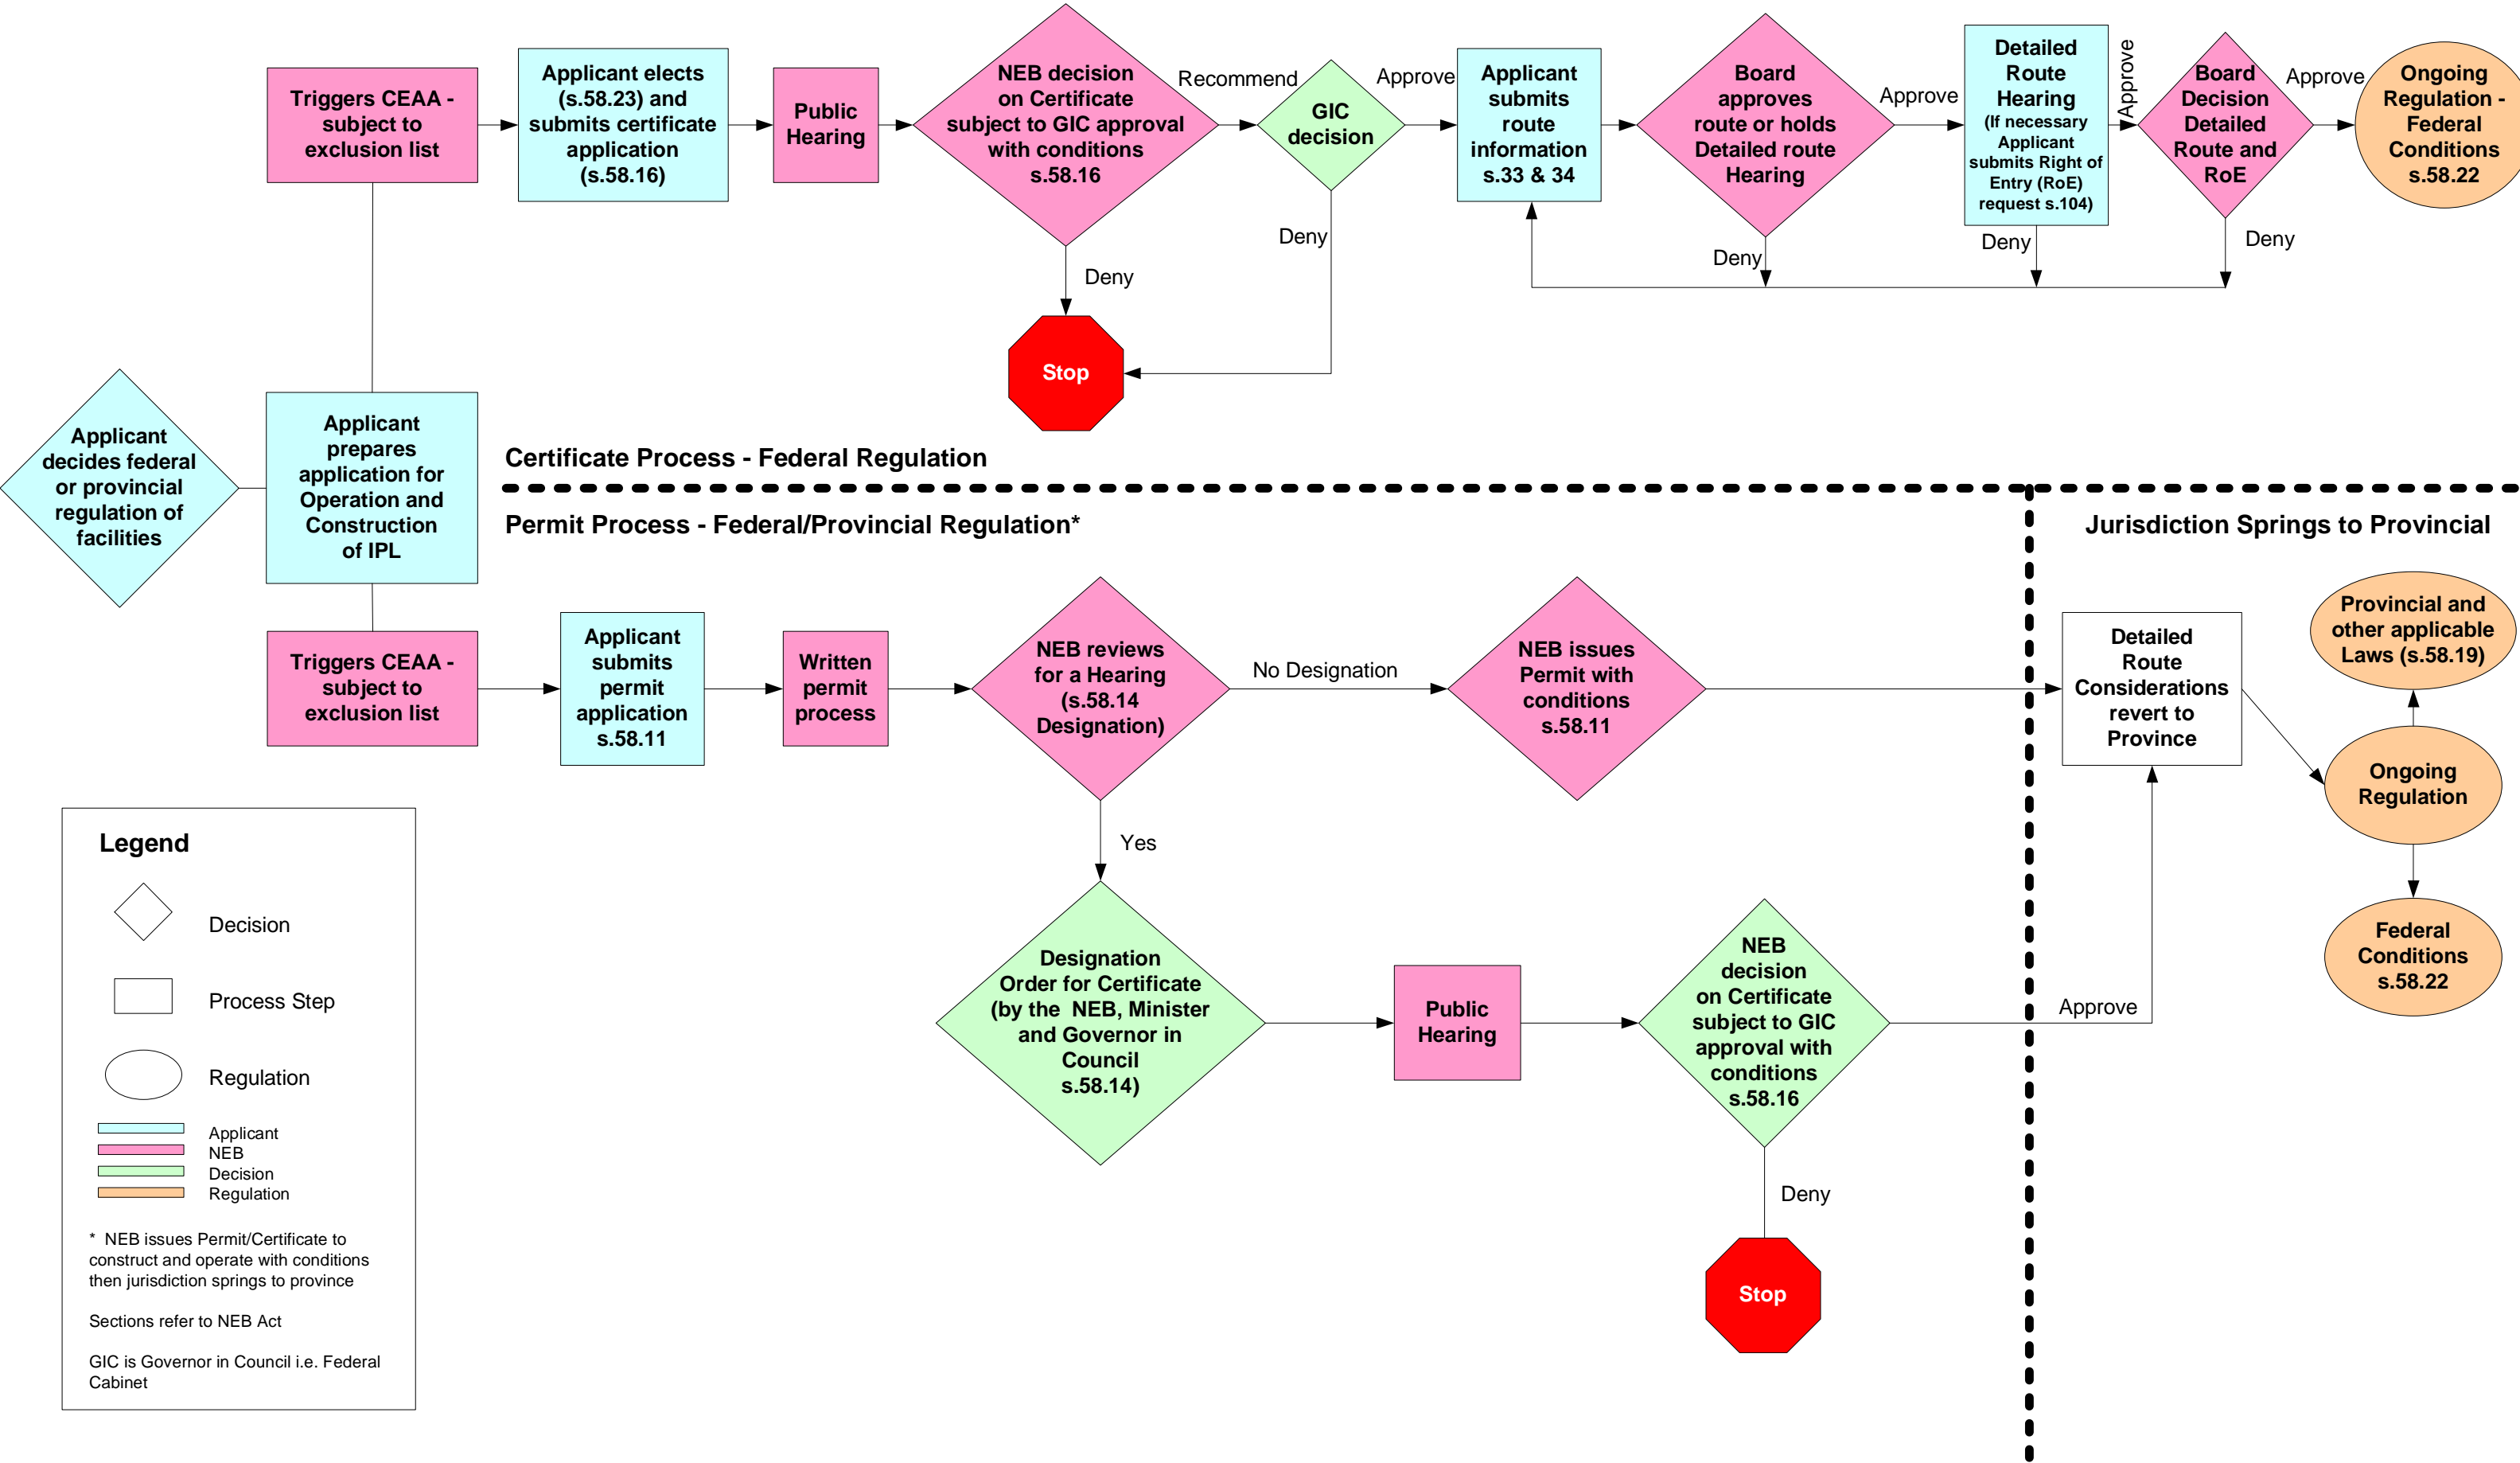 Triggers CEAA -
subject to
exclusion list
Applicant elects
(s.58.23) and
submits certificate
application
(s.58.16)
Public
Hearing
NEB decision
on Certificate
subject to GIC approval
with conditions
s.58.16
Recommend
Deny
GIC
decision
Approve
Deny
Stop
Applicant
submits
route
information
s.33 & 34
Board
approves
route or holds
Detailed route
Hearing
Approve
Deny
Detailed
Route
Hearing
(If necessary
Applicant
submits Right of
Entry (RoE)
request s.104)
Approve
Deny
Board
Decision
Detailed
Route and
RoE
Approve
Deny
Ongoing
Regulation -
Federal
Conditions
s.58.22
Applicant
decides federal
or provincial
regulation of
facilities
Applicant
prepares
application for
Operation and
Construction
of IPL
Certificate Process - Federal Regulation
Permit Process - Federal/Provincial Regulation*
Jurisdiction Springs to Provincial
Triggers CEAA -
subject to
exclusion list
Applicant
submits
permit
application
s.58.11
Written
permit
process
NEB reviews
for a Hearing
(s.58.14
Designation)
No Designation
Yes
NEB issues
Permit with
conditions
s.58.11
Detailed
Route
Considerations
revert to
Province
Provincial and
other applicable
Laws (s.58.19)
Ongoing
Regulation
Federal
Conditions
s.58.22
Designation
Order for Certificate
(by the NEB, Minister
and Governor in
Council
s.58.14)
Public
Hearing
NEB
decision
on Certificate
subject to GIC
approval with
conditions
s.58.16
Approve
Deny
Stop
Legend
Decision
Process Step
Regulation
Applicant
NEB
Decision
Regulation
* NEB issues Permit/Certificate to
construct and operate with conditions
then jurisdiction springs to province
Sections refer to NEB Act
GIC is Governor in Council i.e. Federal
Cabinet